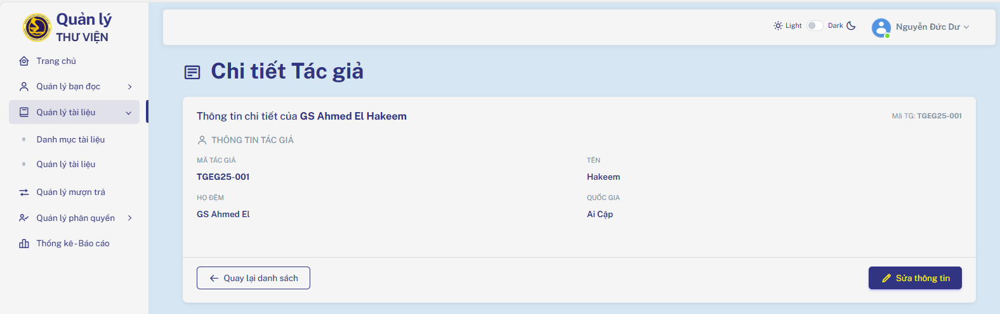 Quản lý
THƯ VIỆN
Trang chủ
Quản lý bạn đọc
Quản lý tài liệu
Danh mục tài liệu
Quản lý tài liệu
Quản lý mượn trả
Quản lý phân quyền
Thống kê - Báo cáo
Light
Dark
Nguyễn Đức Dư
Chi tiết Tác giả
Thông tin chi tiết của GS Ahmed El Hakeem
Mã TG: TGEG25-001
THÔNG TIN TÁC GIẢ
MÃ TÁC GIẢ
TÊN
TGEG25-001
Hakeem
HỌ ĐỆM
QUỐC GIA
GS Ahmed El
Ai Cập
Quay lại danh sách
Sửa thông tin